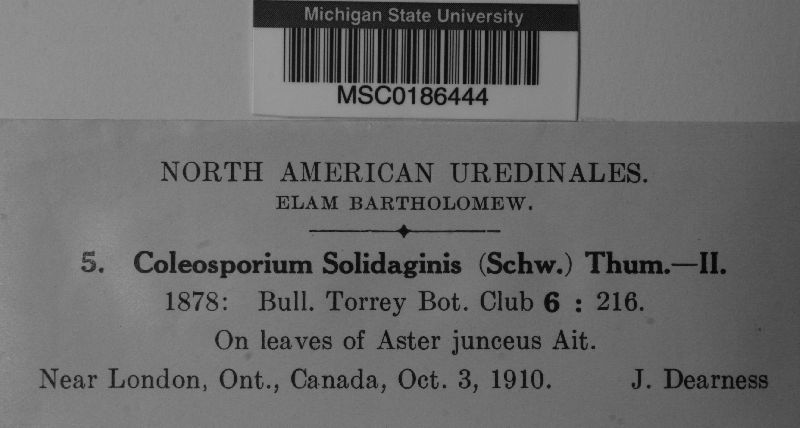 Michigan State University
MSC0186444
NORTH AMERICAN UREDINALES.
ELAM BARTHOLOMEW.
5. Coleosporium Solidaginis (Schw.) Thum.—II.
1878: Bull. Torrey Bot. Club 6 : 216.
On leaves of Aster junceus Ait.
Near London, Ont., Canada, Oct. 3, 1910. J. Dearness